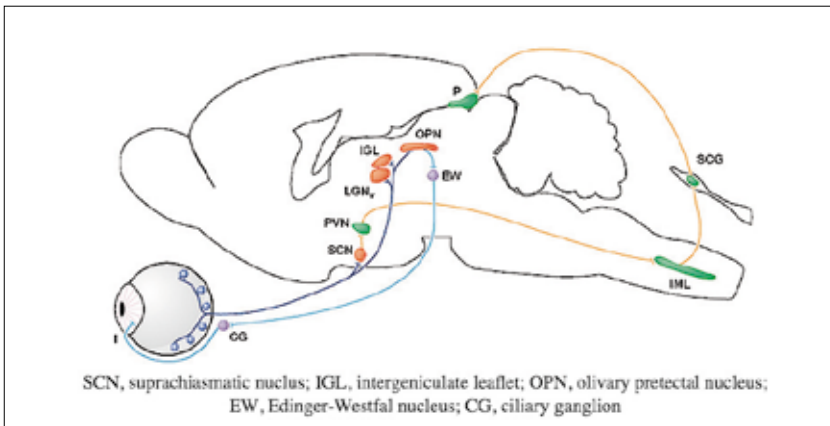 P
OPN
IGL
EW
SCG
LGNv
PVN
SCN
IML
I
CG
SCN, suprachiasmatic nuclus; IGL, intergeniculate leaflet; OPN, olivary pretectal nucleus;
EW, Edinger-Westfal nucleus; CG, ciliary ganglion